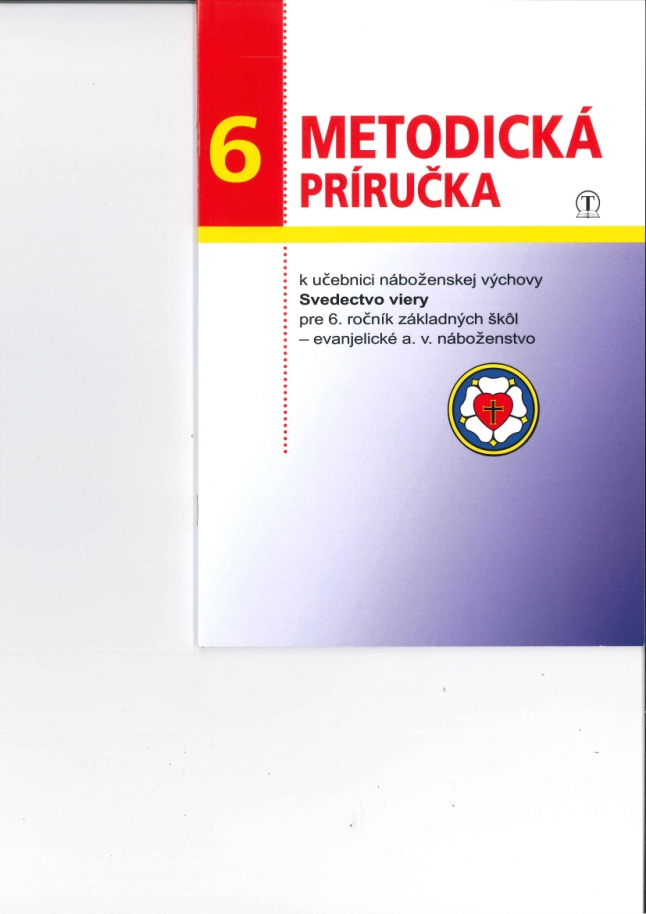 6
METODICKÁ
PRÍRUČKA
T
k učebnici náboženskej výchovy
Svedectvo viery
pre 6. ročník základných škôl
– evanjelické a. v. náboženstvo